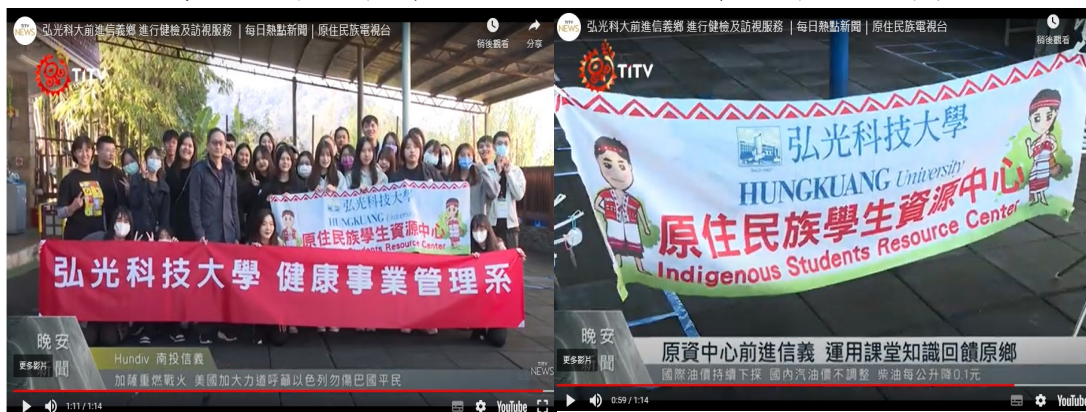 TITV
NEWS
弘光科大前進信義鄉 進行健檢及訪視服務 | 每日熱點新聞 | 原住民族電視台
稍後觀看
分享
TITV
弘光科技大學
HUNGKUANG University
原住民族學生資源中心
Indigenous Students Resource Center
弘光科技大學 健康事業管理系
晚安
聞
更多影片
Hundiv 南投信義
加薩重燃戰火 美國加大力道呼籲以色列勿傷巴國平民
TITV
NEWS
1:11 / 1:14
YouTube
TITV
NEWS
弘光科大前進信義鄉 進行健檢及訪視服務 | 每日熱點新聞 | 原住民族電視台
稍後觀看
TITV
弘光科技大學
HUNGKUANG University
原住民族學生資源中心
Indigenous Students Resource Center
晚安
聞
更多影片
原資中心前進信義 運用課堂知識回饋原鄉
國際油價持續下探 國內汽油價不調整 柴油每公升降0.1元
0:59 / 1:14
YouTube